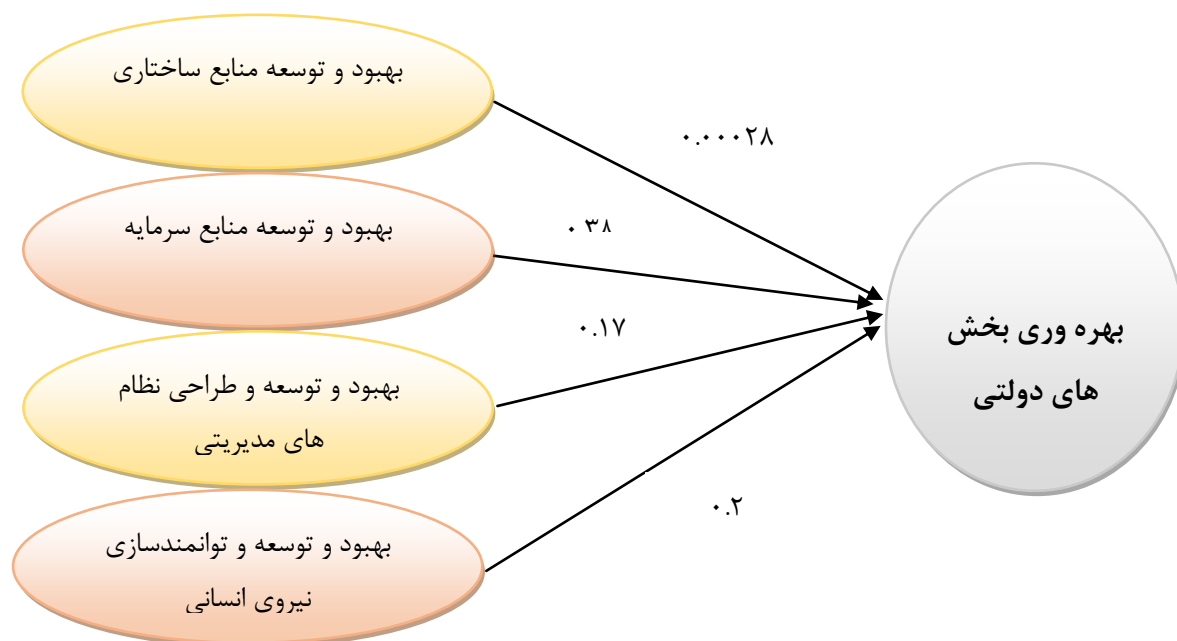 بهبود و توسعه منابع ساختاری
۰.۰۰۰۲۸
بهبود و توسعه منابع سرمایه
۰.۳۸
بهبود و توسعه و طراحی نظام
های مدیریتی
۰.۱۷
بهبود و توسعه و توانمندسازی
نیروی انسانی
۰.۲
بهره وری بخش
های دولتی